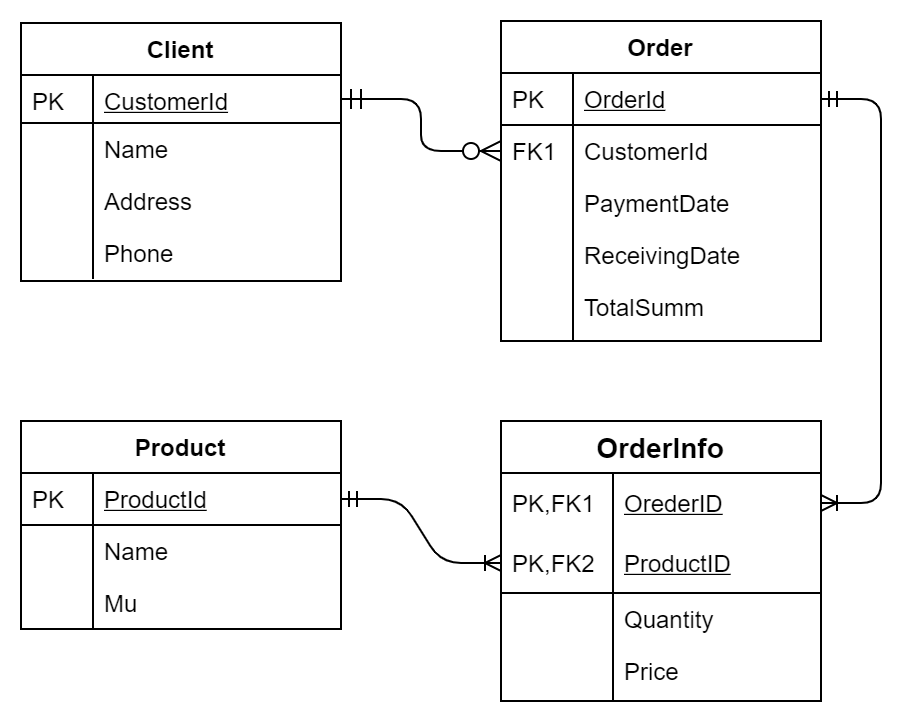 Client
PK CustomerId
Name
Address
Phone
Order
PK OrderId
FK1 CustomerId
PaymentDate
ReceivingDate
TotalSumm
Product
PK ProductId
Name
Mu
OrderInfo
PK,FK1 OrederID
PK,FK2 ProductID
Quantity
Price